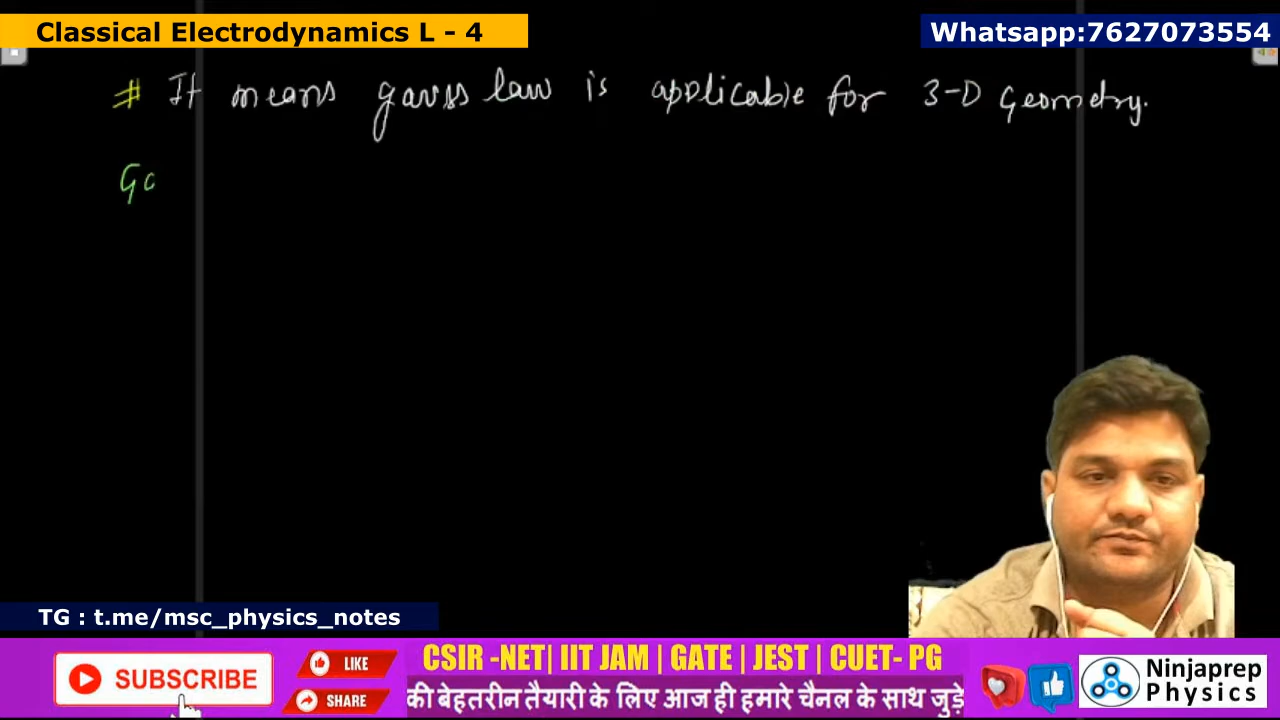 Classical Electrodynamics L - 4
Whatsapp:7627073554
# It means gauss law is applicable for 3-D Geometry.
Ga
TG : t.me/msc_physics_notes
SUBSCRIBE
LIKE
SHARE
CSIR -NET| IIT JAM | GATE | JEST | CUET- PG
की बेहतरीन तैयारी के लिए आज ही हमारे चैनल के साथ जुड़े
Ninjaprep
Physics